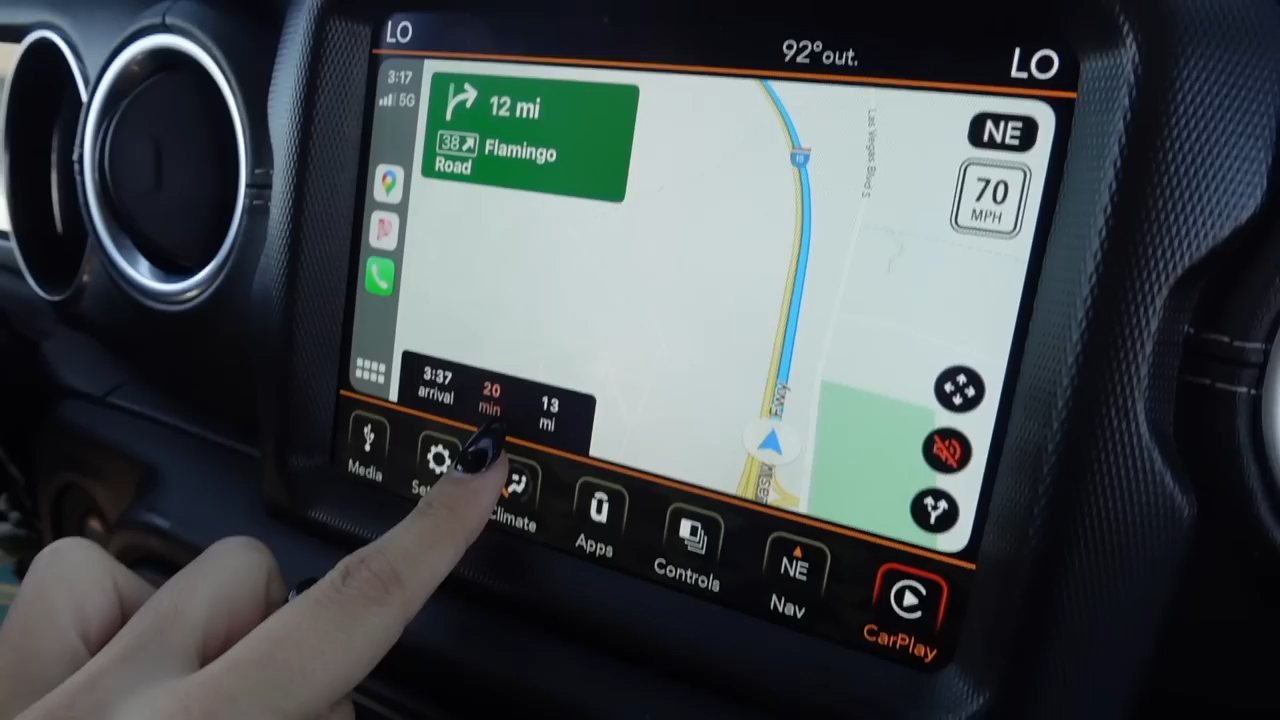 LO
92°out.
LO
3:17
5G
12 mi
38
Flamingo
Road
NE
70
MPH
Las Vegas Blvd S
Fwy
3:37
arrival
20
min
13
mi
Media
Climate
Apps
Controls
NE
Nav
CarPlay